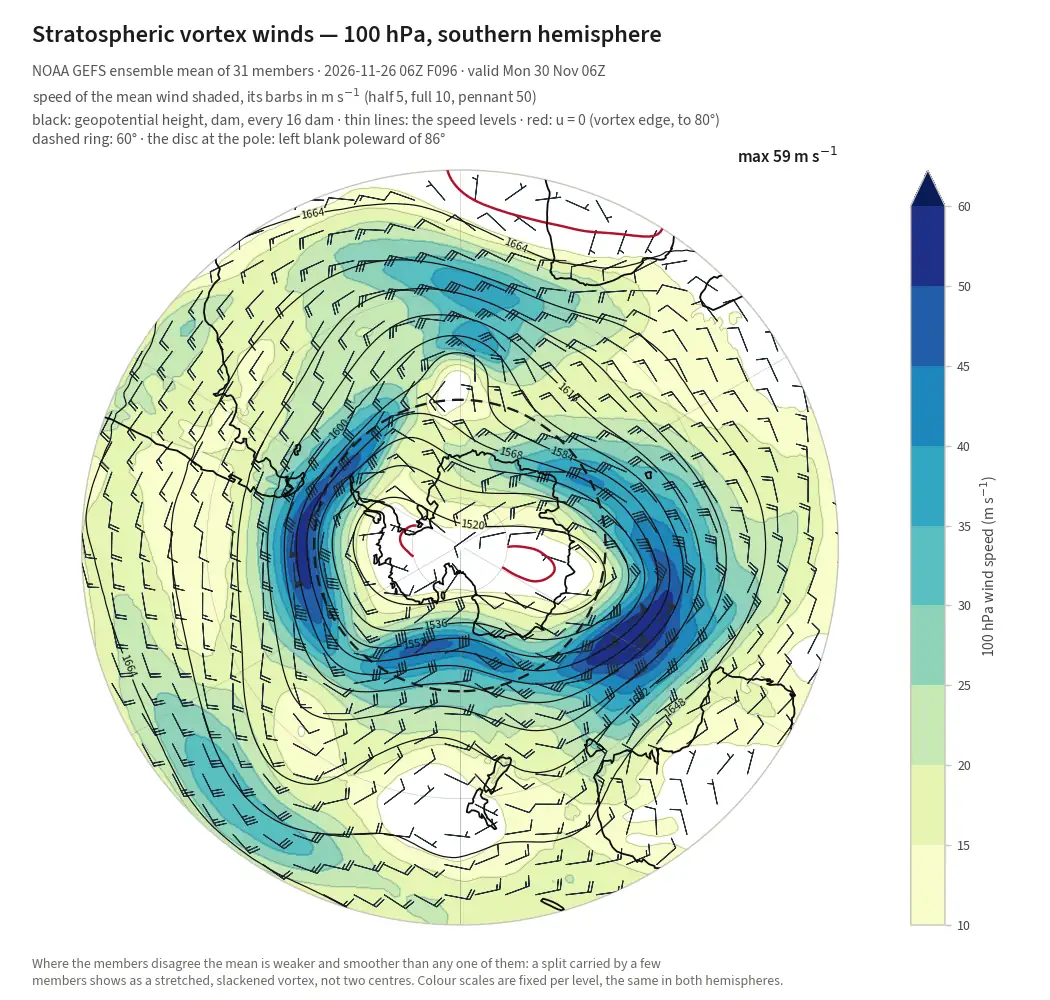 Stratospheric vortex winds — 100 hPa, southern hemisphere
NOAA GEFS ensemble mean of 31 members · 2026-11-26 06Z F096 · valid Mon 30 Nov 06Z
speed of the mean wind shaded, its barbs in m s⁻¹ (half 5, full 10, pennant 50)
black: geopotential height, dam, every 16 dam · thin lines: the speed levels · red: u = 0 (vortex edge, to 80°)
dashed ring: 60° · the disc at the pole: left blank poleward of 86°
max 59 m s⁻¹
1664
1664
1600
1568
1584
1520
1536
1552
1664
1648
60
50
45
40
35
30
25
20
15
10
100 hPa wind speed (m s⁻¹)
Where the members disagree the mean is weaker and smoother than any one of them: a split carried by a few
members shows as a stretched, slackened vortex, not two centres. Colour scales are fixed per level, the same in both hemispheres.